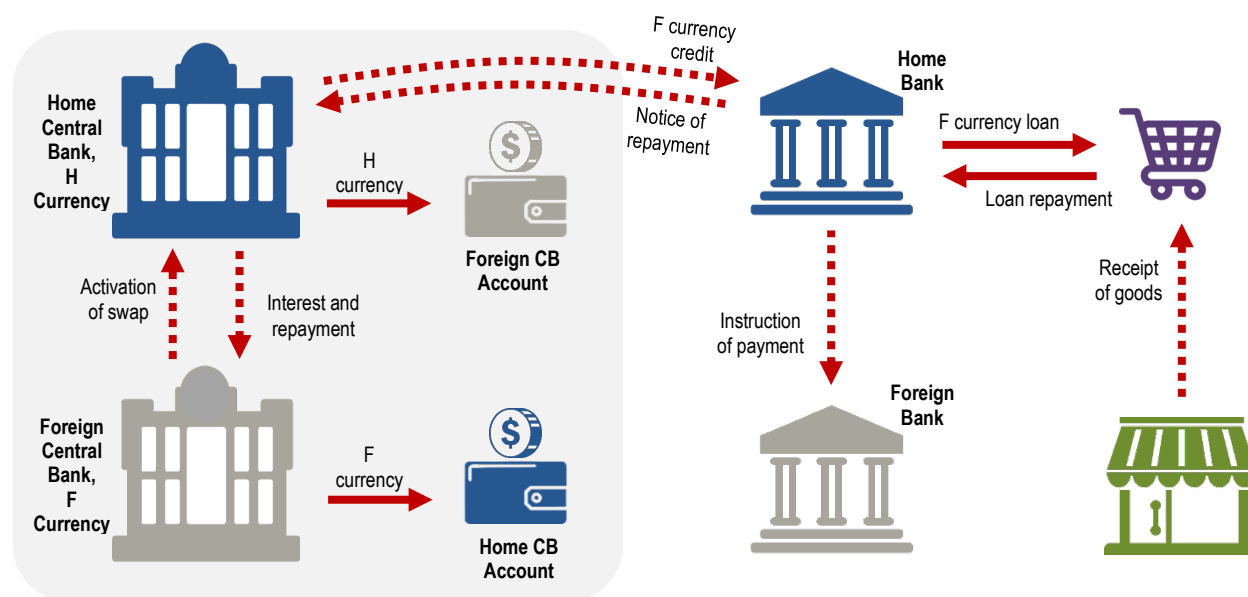 F currency
credit
Home
Bank
Home
Central
Bank,
H
Currency
Notice of
repayment
F currency loan
H
currency
Loan repayment
Foreign CB
Account
Activation
of swap
Interest and
repayment
Receipt
of goods
Instruction
of payment
Foreign
Bank
Foreign
Central
Bank,
F
Currency
F
currency
Home CB
Account
$
$